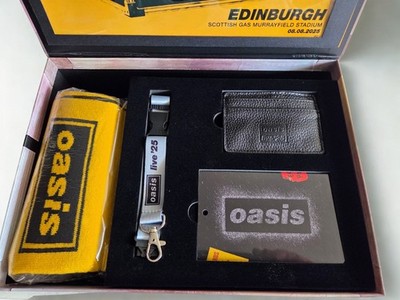 EDINBURGH
SCOTTISH GAS MURRAYFIELD STADIUM
08.08.2025
oasis
oasis live '25
oasis